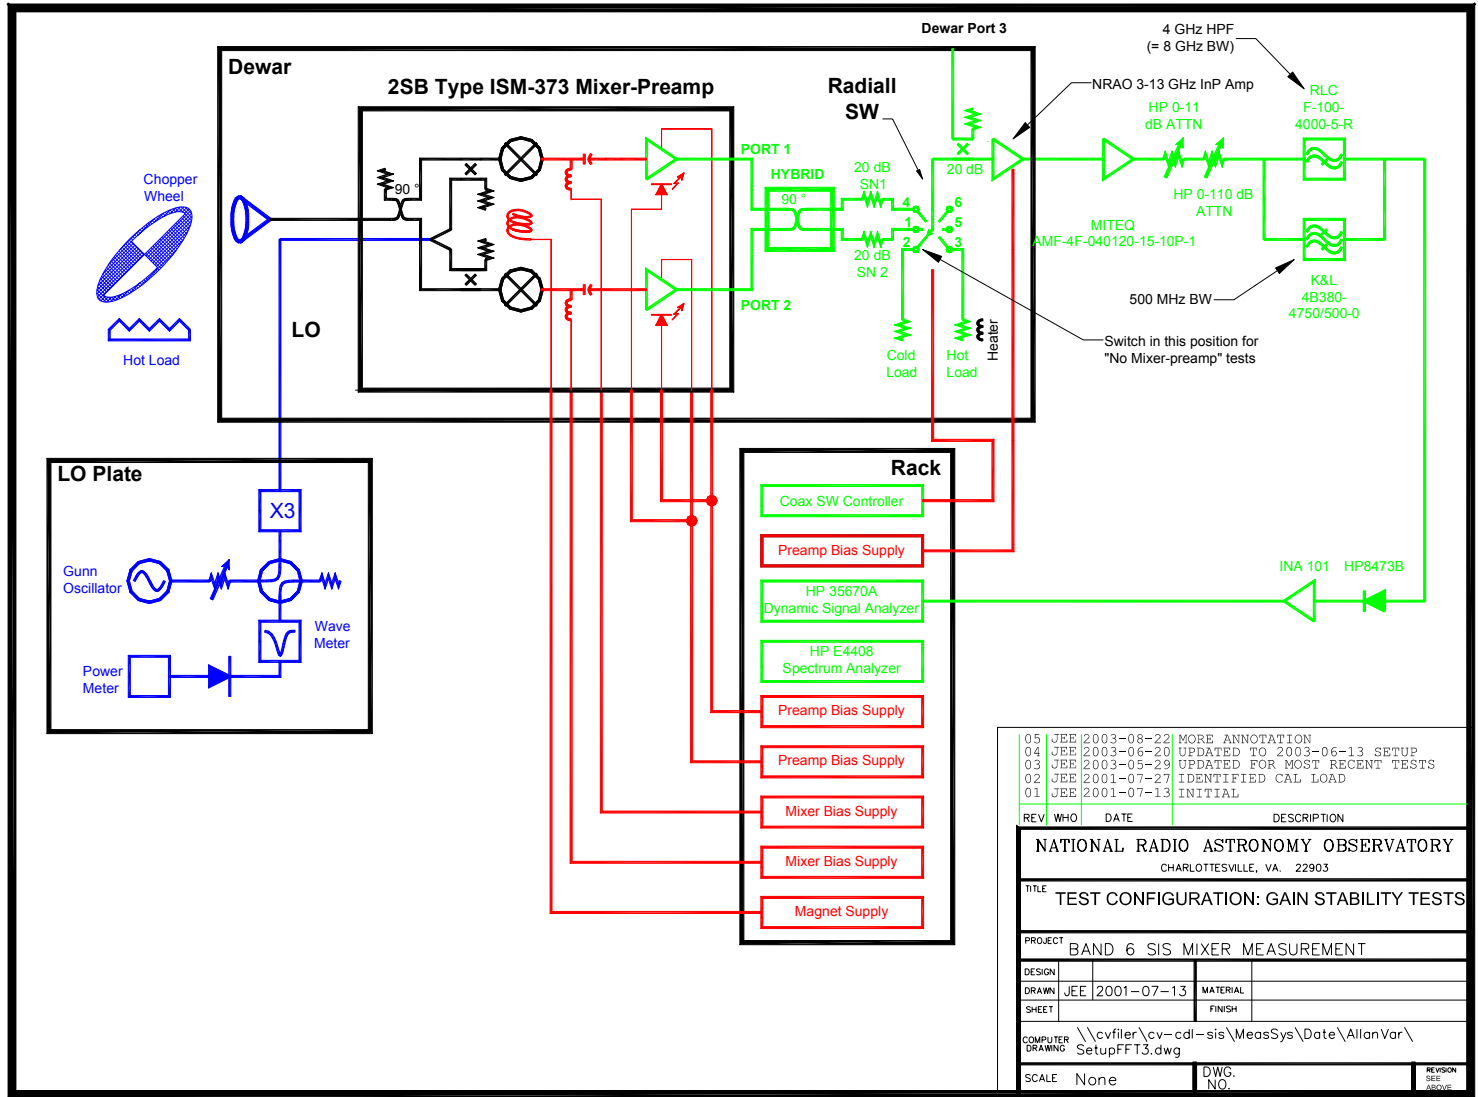 Dewar Port 3
4 GHz HPF
(= 8 GHz BW)
Dewar
2SB Type ISM-373 Mixer-Preamp
Radiall
SW
NRAO 3-13 GHz InP Amp
RLC
F-100-
4000-5-R
HP 0-11
dB ATTN
PORT 1
20 dB
SN1
20 dB
HYBRID
90 °
90 °
Chopper
Wheel
4
6
1
5
2
3
HP 0-110 dB
ATTN
MITEQ
AMF-4F-040120-15-10P-1
20 dB
SN 2
K&L
4B380-
4750/500-0
500 MHz BW
PORT 2
LO
Hot Load
Cold
Load
Hot
Load
Heater
Switch in this position for
"No Mixer-preamp" tests
LO Plate
X3
Gunn
Oscillator
Wave
Meter
Power
Meter
Rack
Coax SW Controller
Preamp Bias Supply
HP 35670A
Dynamic Signal Analyzer
HP E4408
Spectrum Analyzer
Preamp Bias Supply
Preamp Bias Supply
Mixer Bias Supply
Mixer Bias Supply
Magnet Supply
INA 101
HP8473B
05 JEE 2003-08-22 MORE ANNOTATION
04 JEE 2003-06-20 UPDATED TO 2003-06-13 SETUP
03 JEE 2003-05-29 UPDATED FOR MOST RECENT TESTS
02 JEE 2001-07-27 IDENTIFIED CAL LOAD
01 JEE 2001-07-13 INITIAL
REV WHO DATE DESCRIPTION
NATIONAL RADIO ASTRONOMY OBSERVATORY
CHARLOTTESVILLE, VA. 22903
TITLE
TEST CONFIGURATION: GAIN STABILITY TESTS
PROJECT
BAND 6 SIS MIXER MEASUREMENT
DESIGN
DRAWN JEE 2001-07-13 MATERIAL
SHEET FINISH
COMPUTER
DRAWING
\\cvfiler\cv-cdl-sis\MeasSys\Date\AllanVar\
SetupFFT3.dwg
SCALE None
DWG.
NO.
REVISION
SEE
ABOVE